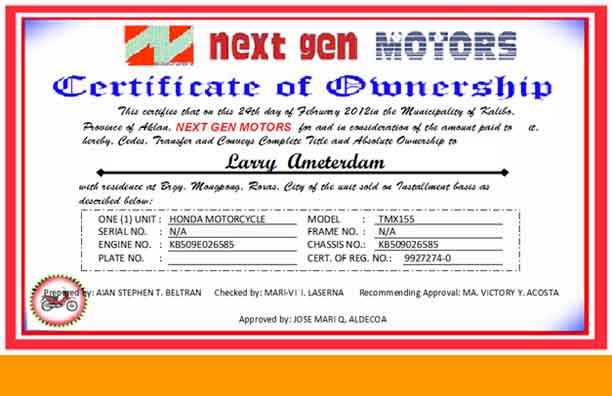 next gen MOTORS
Certificate of Ownership
This certifies that on this 24th day of February 2012in the Municipality of Kalibo,
Province of Aklan, NEXT GEN MOTORS for and in consideration of the amount paid to it,
hereby, Cedes, Transfer and Conveys Complete Title and Absolute Ownership to
Larry Ameterdam
with residence at Brgy, Mongpong, Roxas, City of the unit sold on Installment basis as
described below:
ONE (1) UNIT : HONDA MOTORCYCLE MODEL : TMX155
SERIAL NO. : N/A FRAME NO. : N/A
ENGINE NO. : KBS09E026585 CHASSIS NO.: KBS09026585
PLATE NO. : CERT. OF REG. NO.: 9927274-0
Prepared by: AIAN STEPHEN T. BELTRAN Checked by: MARI-VI I. LASERNA Recommending Approval: MA. VICTORY Y. ACOSTA
Approved by: JOSE MARI Q. ALDECOA